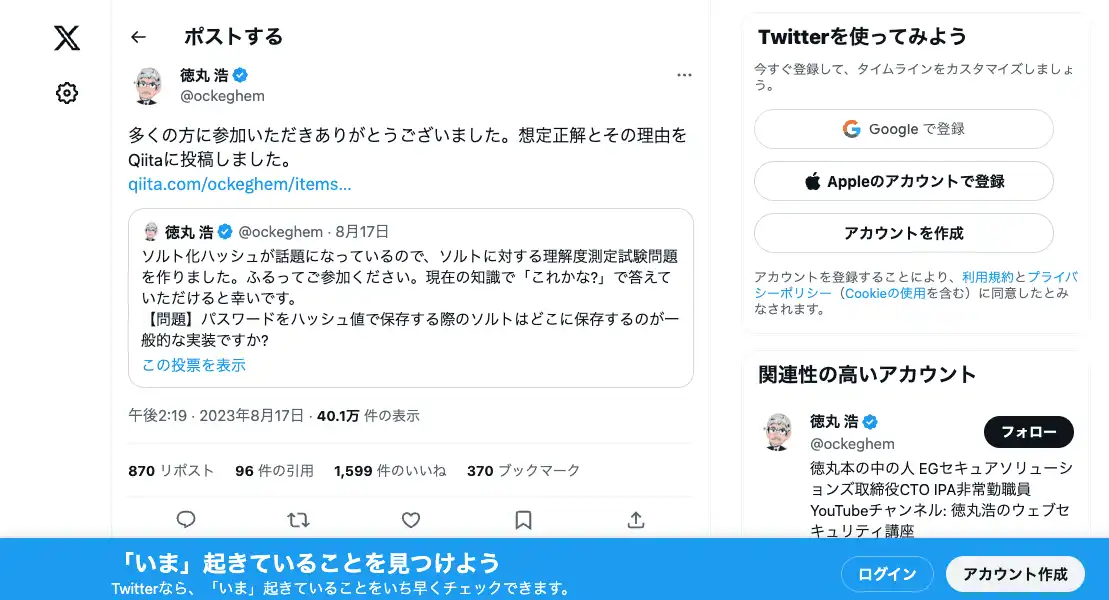 ポストする
徳丸 浩
@ockeghem
多くの方に参加いただきありがとうございました。想定正解とその理由を
Qiitaに投稿しました。
qiita.com/ockeghem/items...
徳丸 浩 @ockeghem · 8月17日
ソルト化ハッシュが話題になっているので、ソルトに対する理解度測定試験問題
を作りました。ふるってご参加ください。現在の知識で「これかな?」で答えて
いただけると幸いです。
【問題】パスワードをハッシュ値で保存する際のソルトはどこに保存するのが一
般的な実装ですか?
この投票を表示
午後2:19 · 2023年8月17日 · 40.1万 件の表示
870 リポスト 96 件の引用 1,599 件のいいね 370 ブックマーク
Twitterを使ってみよう
今すぐ登録して、タイムラインをカスタマイズしましょ
う。
Google で登録
Appleのアカウントで登録
アカウントを作成
アカウントを登録することにより、利用規約とプライバ
シーポリシー（Cookieの使用を含む）に同意したとみ
なされます。
関連性の高いアカウント
徳丸 浩
@ockeghem
フォロー
徳丸本の中の人 EGセキュアソリューシ
ョンズ取締役CTO IPA非常勤職員
YouTubeチャンネル: 徳丸浩のウェブセ
キュリティ講座
「いま」起きていることを見つけよう
Twitterなら、「いま」起きていることをいち早くチェックできます。
ログイン
アカウント作成